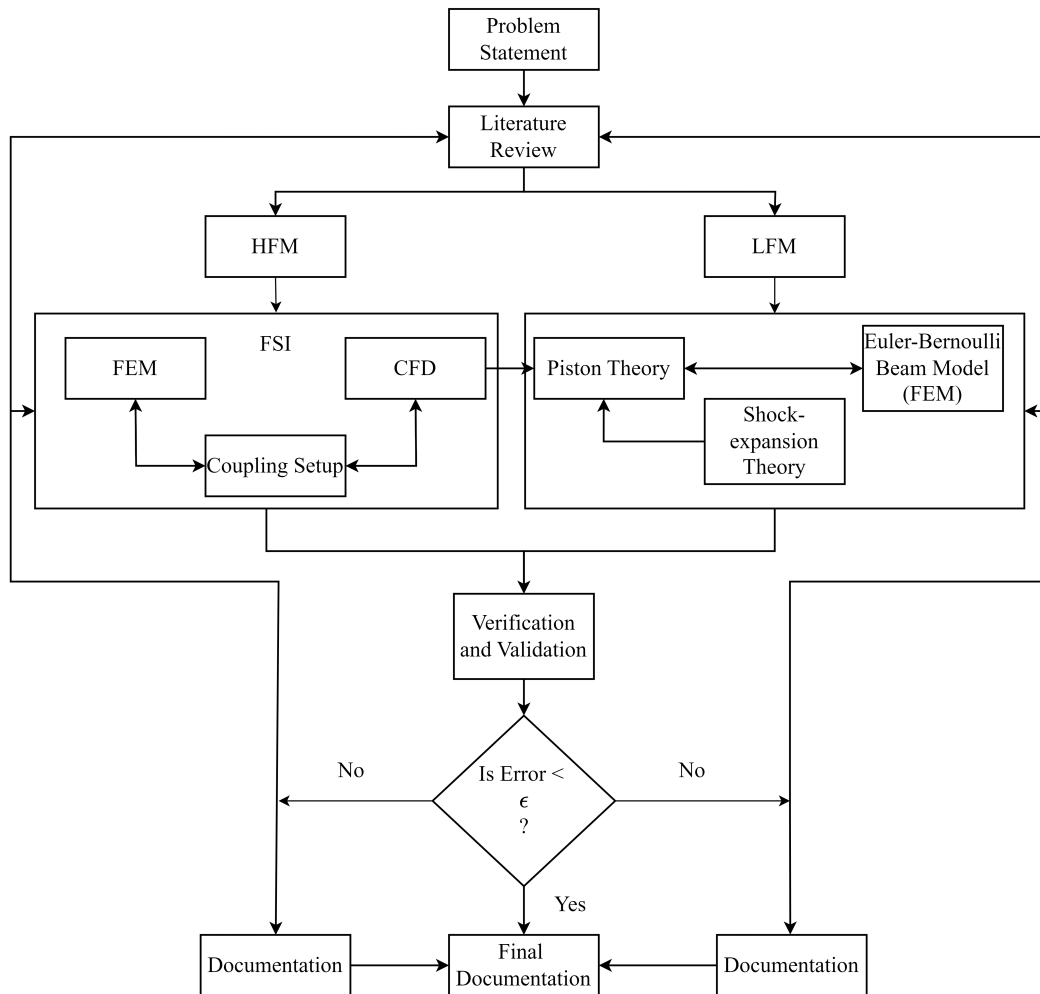 Problem
Statement
Literature
Review
HFM
LFM
FSI
FEM
CFD
Coupling Setup
Piston Theory
Euler-Bernoulli
Beam Model
(FEM)
Shock-
expansion
Theory
Verification
and Validation
Is Error <
ϵ
?
No
No
Yes
Documentation
Final
Documentation
Documentation